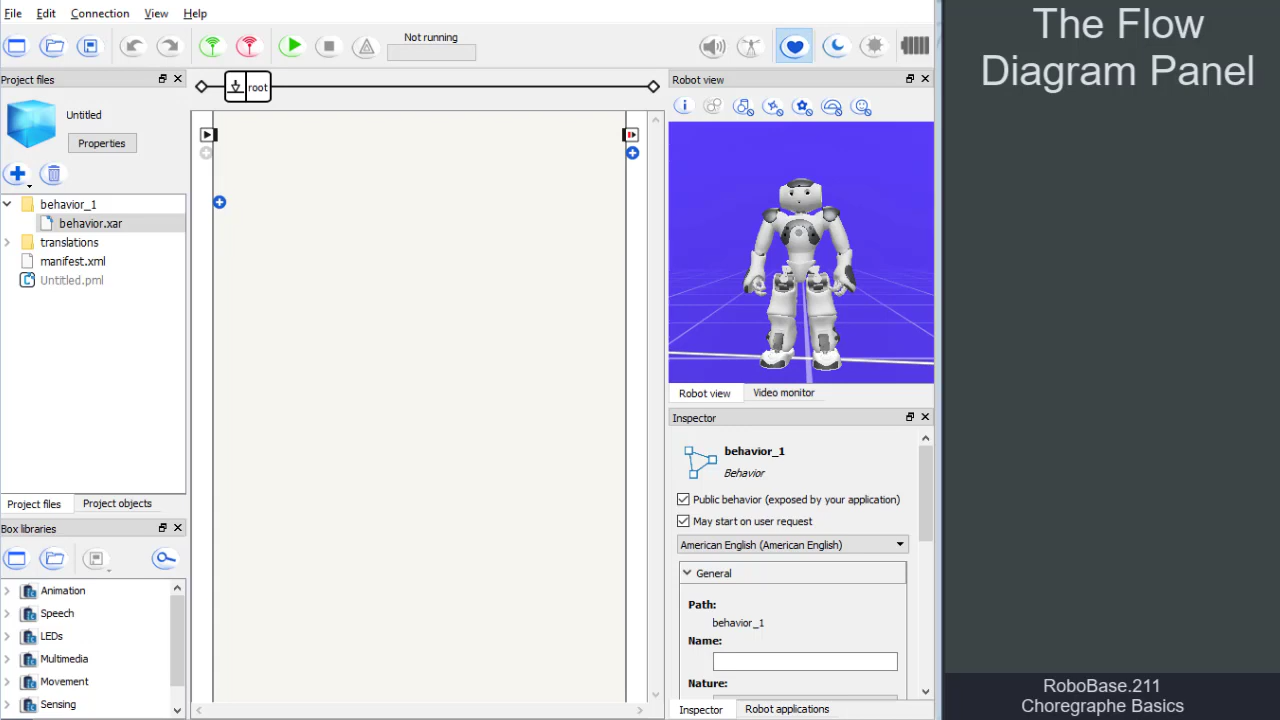 The Flow
Diagram Panel
File Edit Connection View Help
Not running
Project files
root
Robot view
Untitled
Properties
behavior_1
behavior.xar
translations
manifest.xml
Untitled.pml
Robot view Video monitor
Inspector
behavior_1
Behavior
Public behavior (exposed by your application)
May start on user request
American English (American English)
General
Path:
behavior_1
Name:
Nature:
Project files Project objects
Box libraries
Animation
Speech
LEDs
Multimedia
Movement
Sensing
Inspector Robot applications
RoboBase.211
Choregraphe Basics